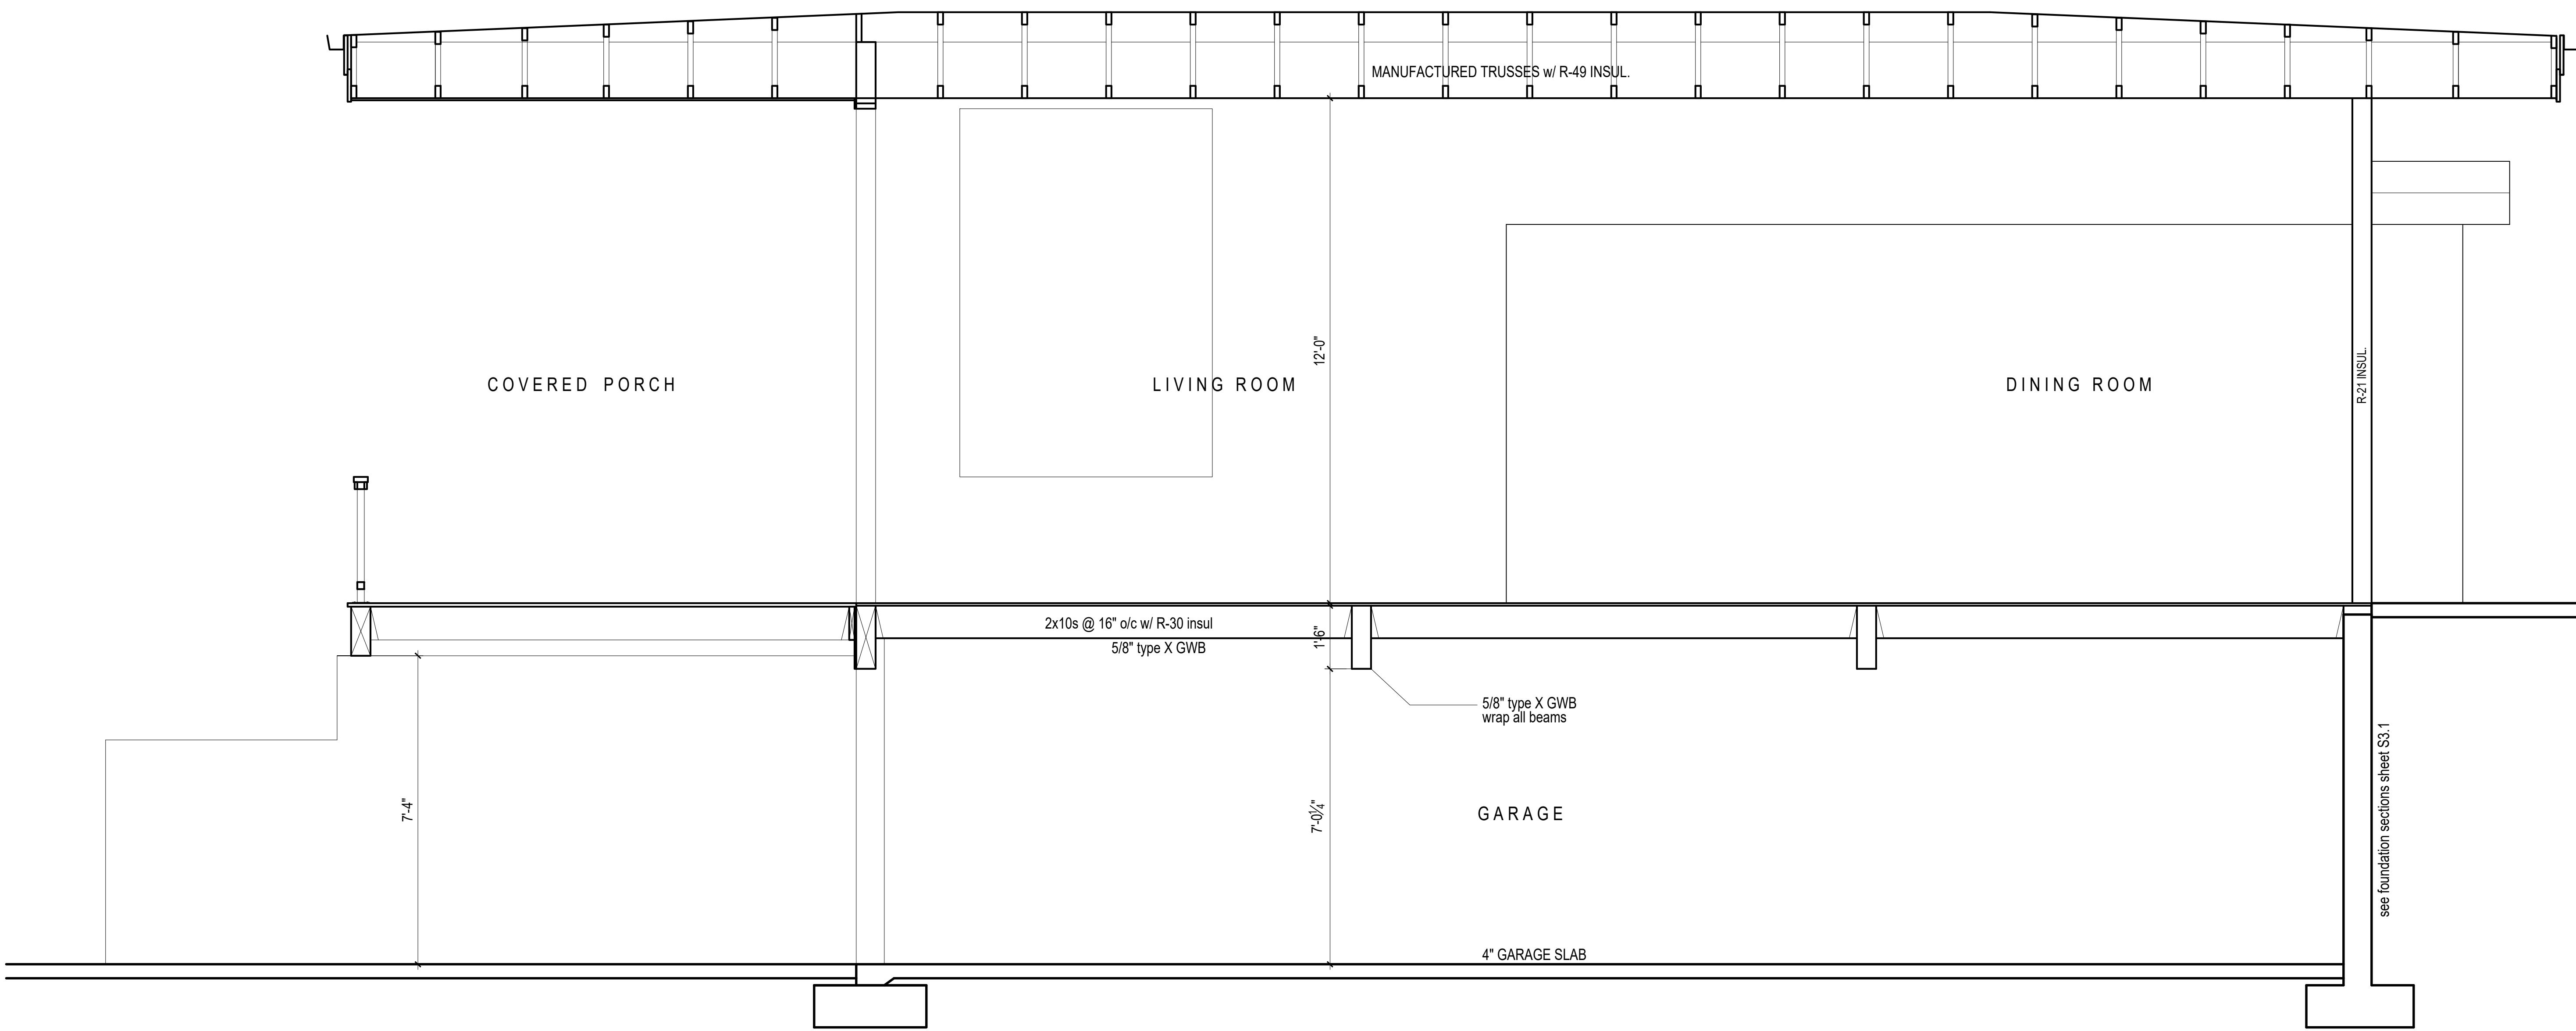 MANUFACTURED TRUSSES w/ R-49 INSUL.
12'-0"
COVERED PORCH
LIVING ROOM
DINING ROOM
R-21 INSUL.
2x10s @ 16" o/c w/ R-30 insul
5/8" type X GWB
1'-6"
5/8" type X GWB
wrap all beams
see foundation sections sheet S3.1
7'-4"
7'-0 1/4"
GARAGE
4" GARAGE SLAB